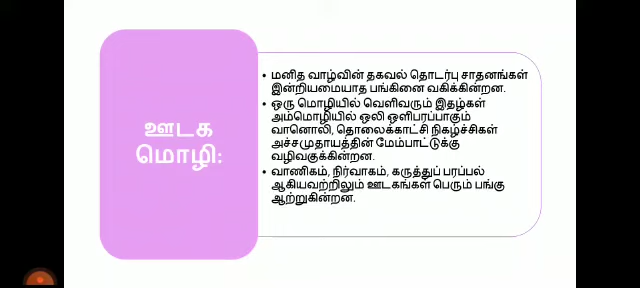 ஊடக
மொழி:
• மனித வாழ்வின் தகவல் தொடர்பு சாதனங்கள்
இன்றியமையாத பங்கினை வகிக்கின்றன.
• ஒரு மொழியில் வெளிவரும் இதழ்கள்
அம்மொழியில் ஒலி ஒளிபரப்பாகும்
வானொலி, தொலைக்காட்சி நிகழ்ச்சிகள்
அச்சமுதாயத்தின் மேம்பாட்டுக்கு
வழிவகுக்கின்றன.
• வாணிகம், நிர்வாகம், கருத்துப் பரப்பல்
ஆகியவற்றிலும் ஊடகங்கள் பெரும் பங்கு
ஆற்றுகின்றன.